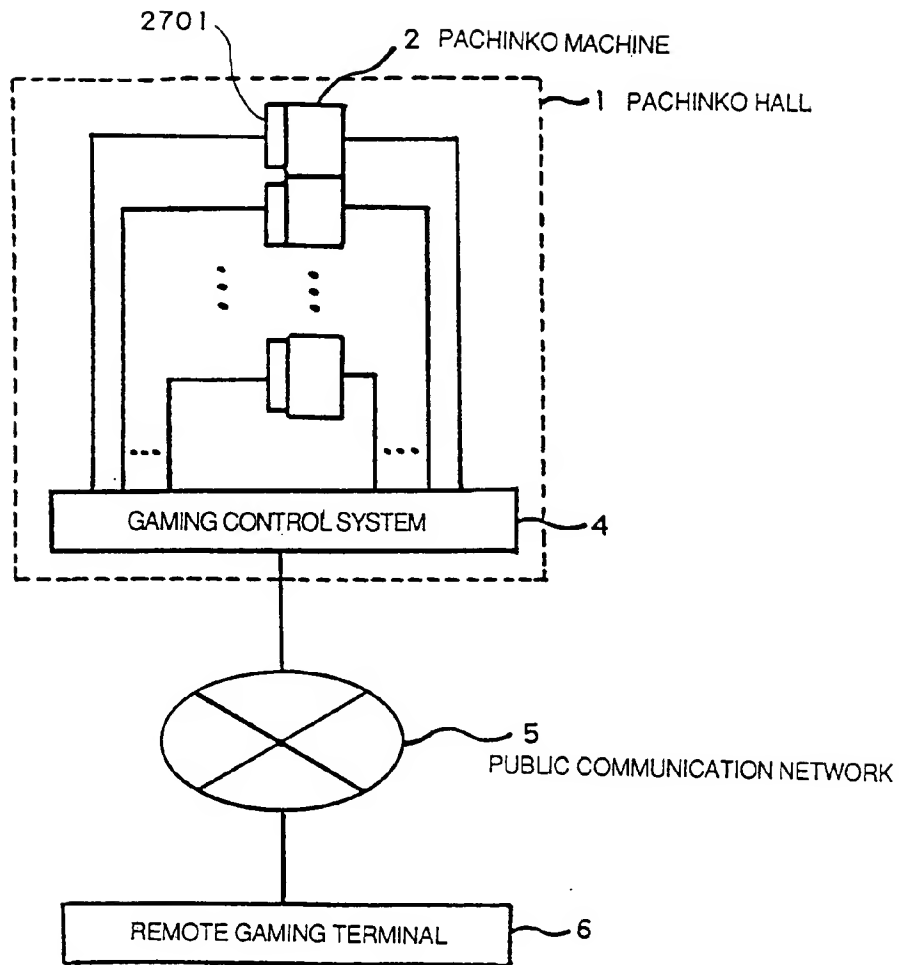 2701
2 PACHINKO MACHINE
1 PACHINKO HALL
GAMING CONTROL SYSTEM
4
5
PUBLIC COMMUNICATION NETWORK
REMOTE GAMING TERMINAL
6